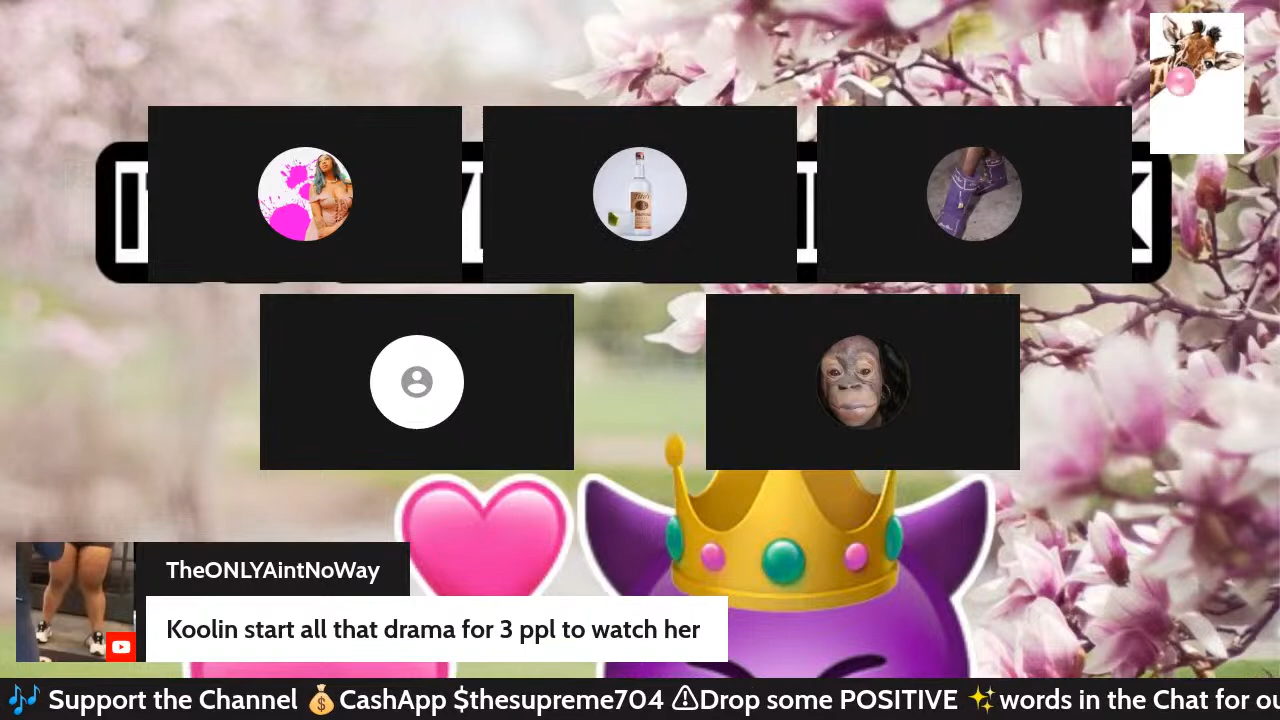 TheONLYAintNoWay
Koolin start all that drama for 3 ppl to watch her
🎶 Support the Channel 💰CashApp $thesupreme704 ⚠Drop some POSITIVE ✨words in the Chat for ou